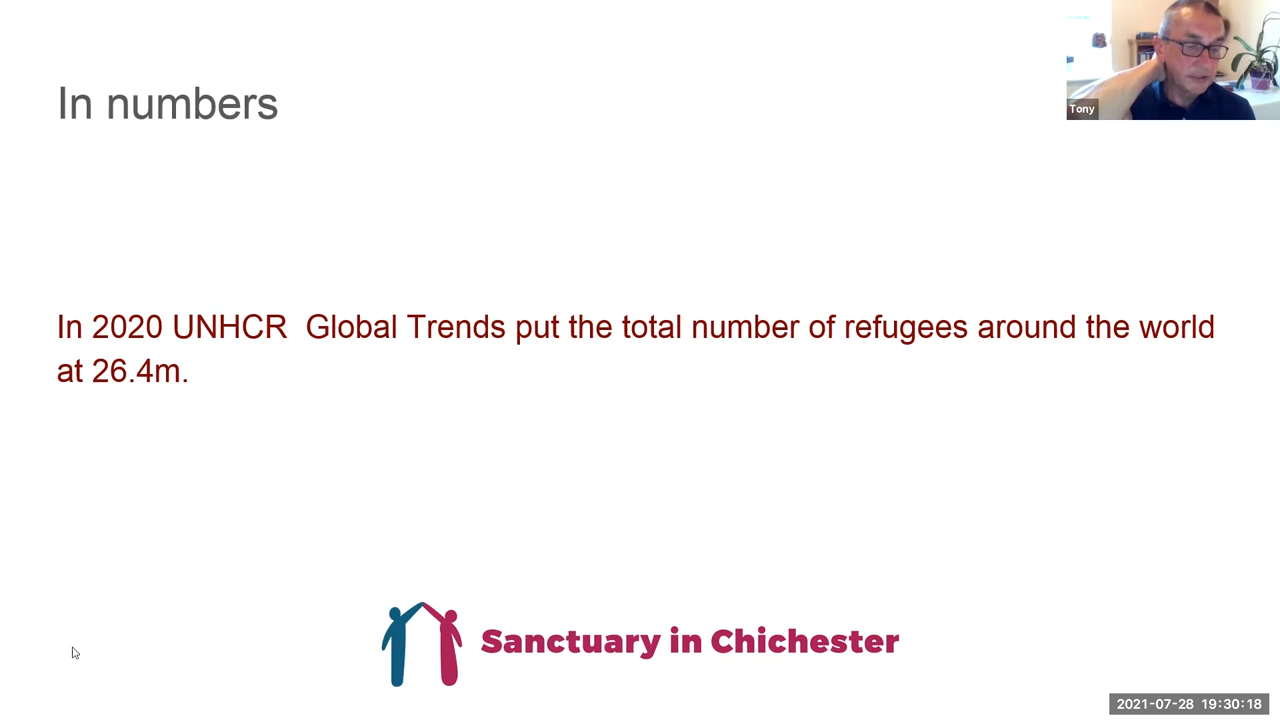 In numbers
Tony
In 2020 UNHCR  Global Trends put the total number of refugees around the world
at 26.4m.
Sanctuary in Chichester
2021-07-28 19:30:18